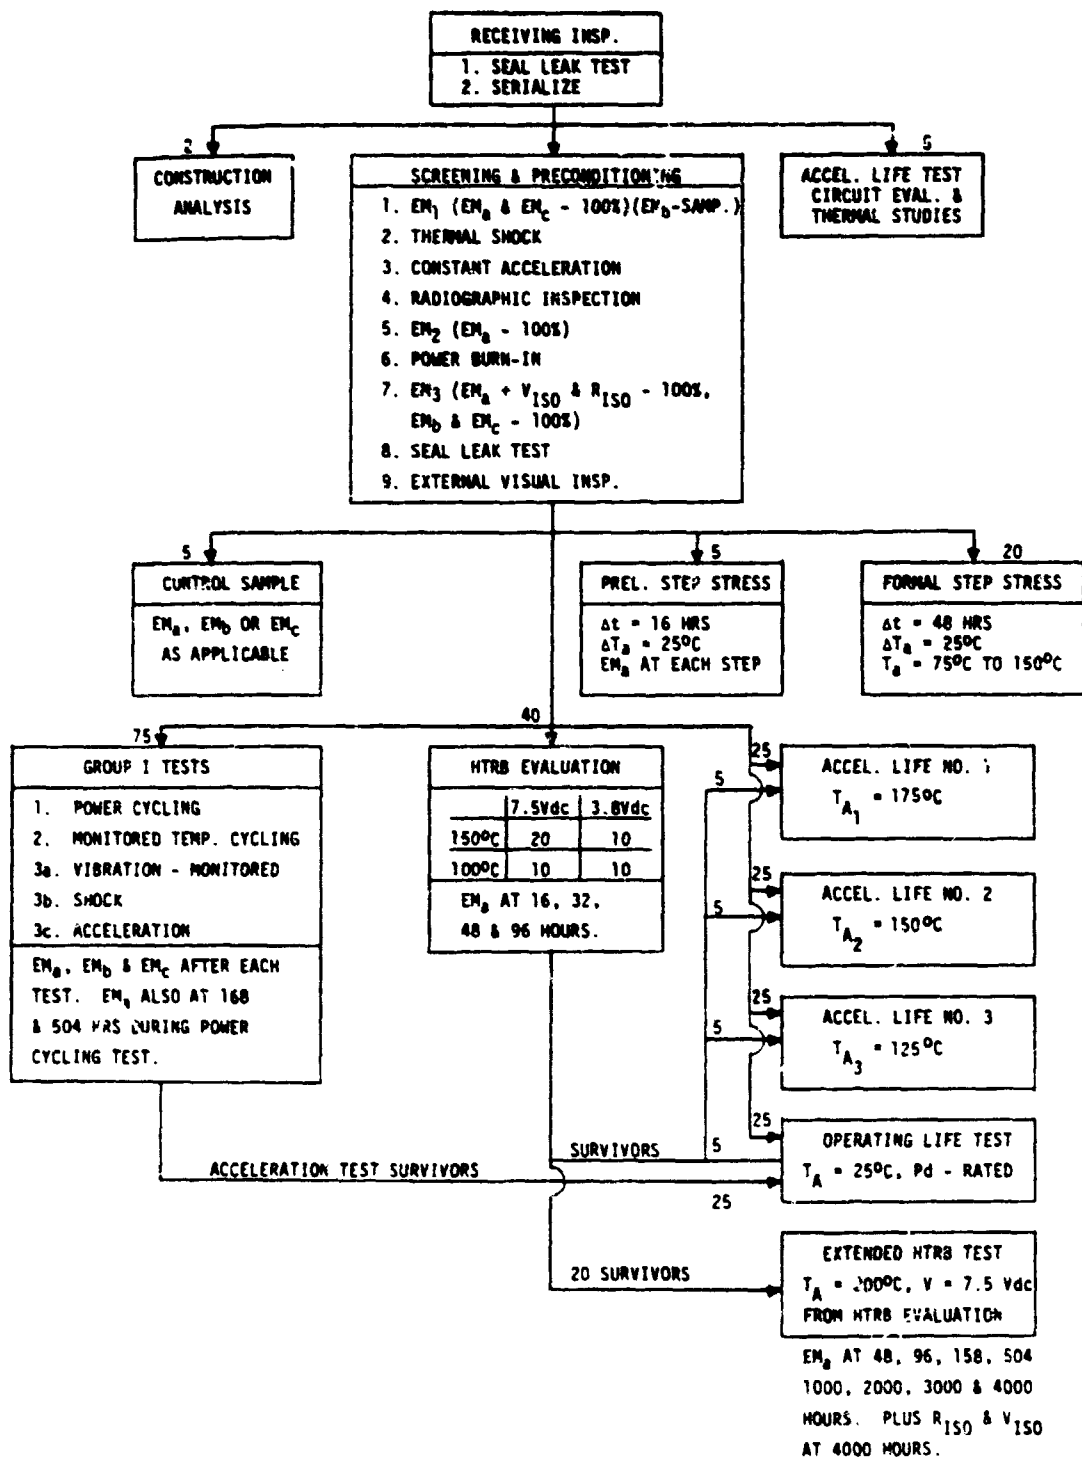 RECEIVING INSP.
1. SEAL LEAK TEST
2. SERIALIZE
2
CONSTRUCTION
ANALYSIS
SCREENING & PRECONDITIONING
1. EM1 (EMa & EMc - 100%)(EMb-SAMP.)
2. THERMAL SHOCK
3. CONSTANT ACCELERATION
4. RADIOGRAPHIC INSPECTION
5. EM2 (EMa - 100%)
6. POWER BURN-IN
7. EM3 (EMa + VISO & RISO - 100%,
EMb & EMc - 100%)
8. SEAL LEAK TEST
9. EXTERNAL VISUAL INSP.
ACCEL. LIFE TEST
CIRCUIT EVAL. &
THERMAL STUDIES
5
CONTROL SAMPLE
EMa, EMb OR EMc
AS APPLICABLE
5
PREL. STEP STRESS
Δt = 16 HRS
ΔTa = 25°C
EMa AT EACH STEP
20
FORMAL STEP STRESS
Δt = 48 HRS
ΔTa = 25°C
Ta = 75°C TO 150°C
75
GROUP I TESTS
1. POWER CYCLING
2. MONITORED TEMP. CYCLING
3a. VIBRATION - MONITORED
3b. SHOCK
3c. ACCELERATION
EMa, EMb & EMc AFTER EACH
TEST. EMa ALSO AT 168
& 504 HRS DURING POWER
CYCLING TEST.
40
HTRB EVALUATION
7.5Vdc 3.8Vdc
150°C 20 10
100°C 10 10
EMa AT 16, 32,
48 & 96 HOURS.
25
5
ACCEL. LIFE NO. 1
TA1 = 175°C
25
5
ACCEL. LIFE NO. 2
TA2 = 150°C
25
5
ACCEL. LIFE NO. 3
TA3 = 125°C
25
SURVIVORS
5
OPERATING LIFE TEST
TA = 25°C, Pd - RATED
ACCELERATION TEST SURVIVORS
25
20 SURVIVORS
EXTENDED HTRB TEST
TA = 200°C, V = 7.5 Vdc
FROM HTRB EVALUATION
EMa AT 48, 96, 158, 504
1000, 2000, 3000 & 4000
HOURS. PLUS RISO & VISO
AT 4000 HOURS.